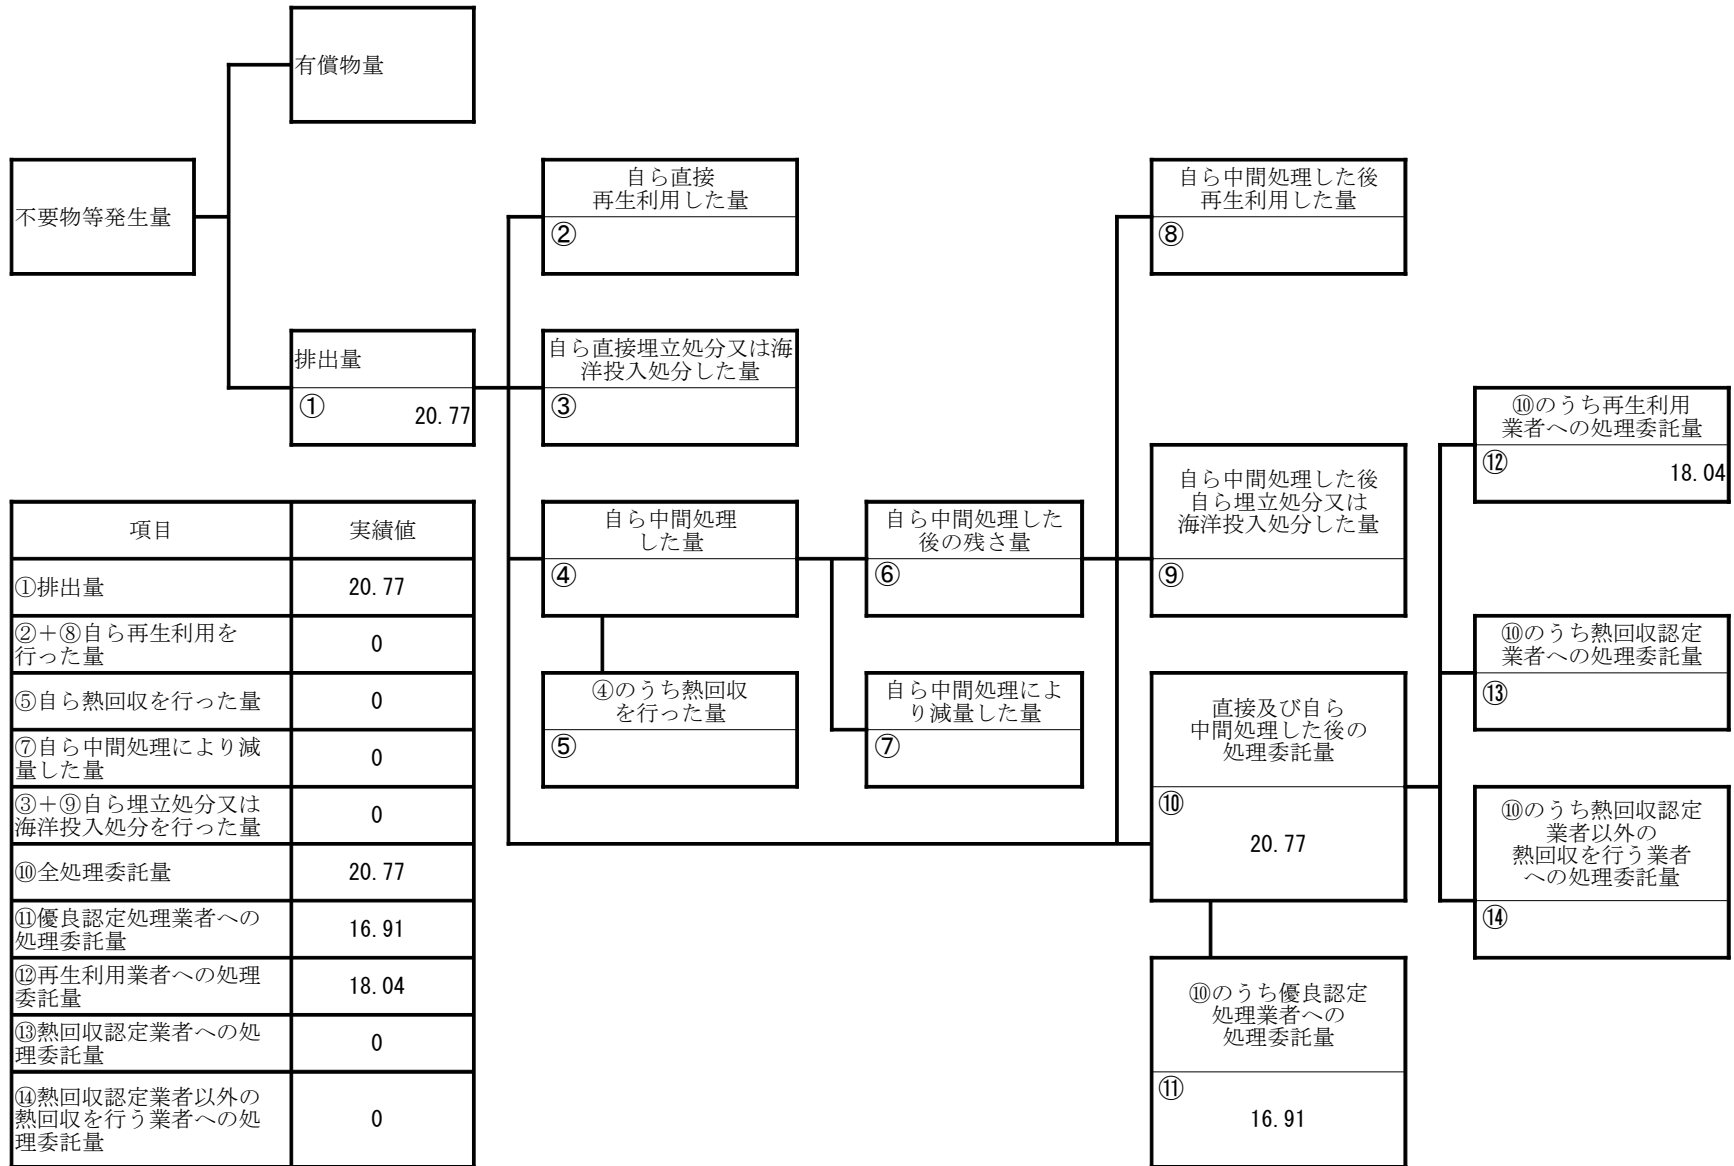 有償物量
不要物等発生量
自ら直接
再生利用した量
②
自ら中間処理した後
再生利用した量
⑧
排出量
①
20.77
自ら直接埋立処分又は海
洋投入処分した量
③
⑩のうち再生利用
業者への処理委託量
⑫
18.04
自ら中間処理
した量
④
自ら中間処理した
後の残さ量
⑥
自ら中間処理した後
自ら埋立処分又は
海洋投入処分した量
⑨
⑩のうち熱回収認定
業者への処理委託量
⑬
④のうち熱回収
を行った量
⑤
自ら中間処理によ
り減量した量
⑦
直接及び自ら
中間処理した後の
処理委託量
⑩
20.77
⑩のうち熱回収認定
業者以外の
熱回収を行う業者
への処理委託量
⑭
⑩のうち優良認定
処理業者への
処理委託量
⑪
16.91
項目
実績値
①排出量
20.77
②＋⑧自ら再生利用を
行った量
0
⑤自ら熱回収を行った量
0
⑦自ら中間処理により減
量した量
0
③＋⑨自ら埋立処分又は
海洋投入処分を行った量
0
⑩全処理委託量
20.77
⑪優良認定処理業者への
処理委託量
16.91
⑫再生利用業者への処理
委託量
18.04
⑬熱回収認定業者への処
理委託量
0
⑭熱回収認定業者以外の
熱回収を行う業者への処
理委託量
0